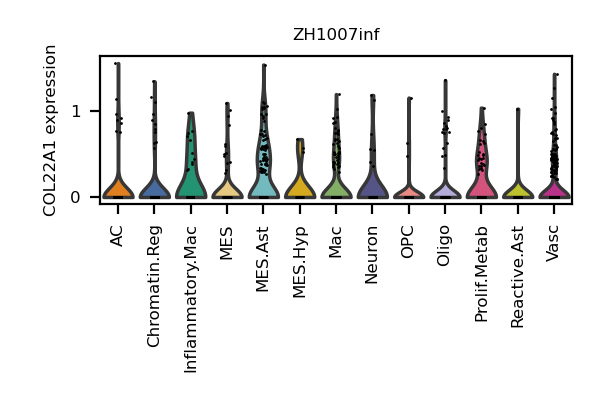 ZH1007inf
COL22A1 expression
1
0
AC
Chromatin.Reg
Inflammatory.Mac
MES
MES.Ast
MES.Hyp
Mac
Neuron
OPC
Oligo
Prolif.Metab
Reactive.Ast
Vasc